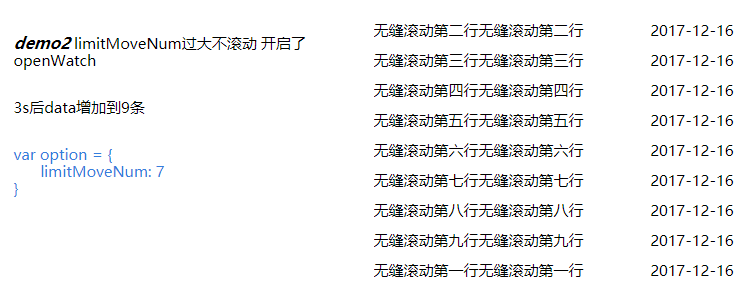 demo2 limitMoveNum过大不滚动 开启了
openWatch
3s后data增加到9条
var option = {
limitMoveNum: 7
}
无缝滚动第二行无缝滚动第二行 2017-12-16
无缝滚动第三行无缝滚动第三行 2017-12-16
无缝滚动第四行无缝滚动第四行 2017-12-16
无缝滚动第五行无缝滚动第五行 2017-12-16
无缝滚动第六行无缝滚动第六行 2017-12-16
无缝滚动第七行无缝滚动第七行 2017-12-16
无缝滚动第八行无缝滚动第八行 2017-12-16
无缝滚动第九行无缝滚动第九行 2017-12-16
无缝滚动第一行无缝滚动第一行 2017-12-16